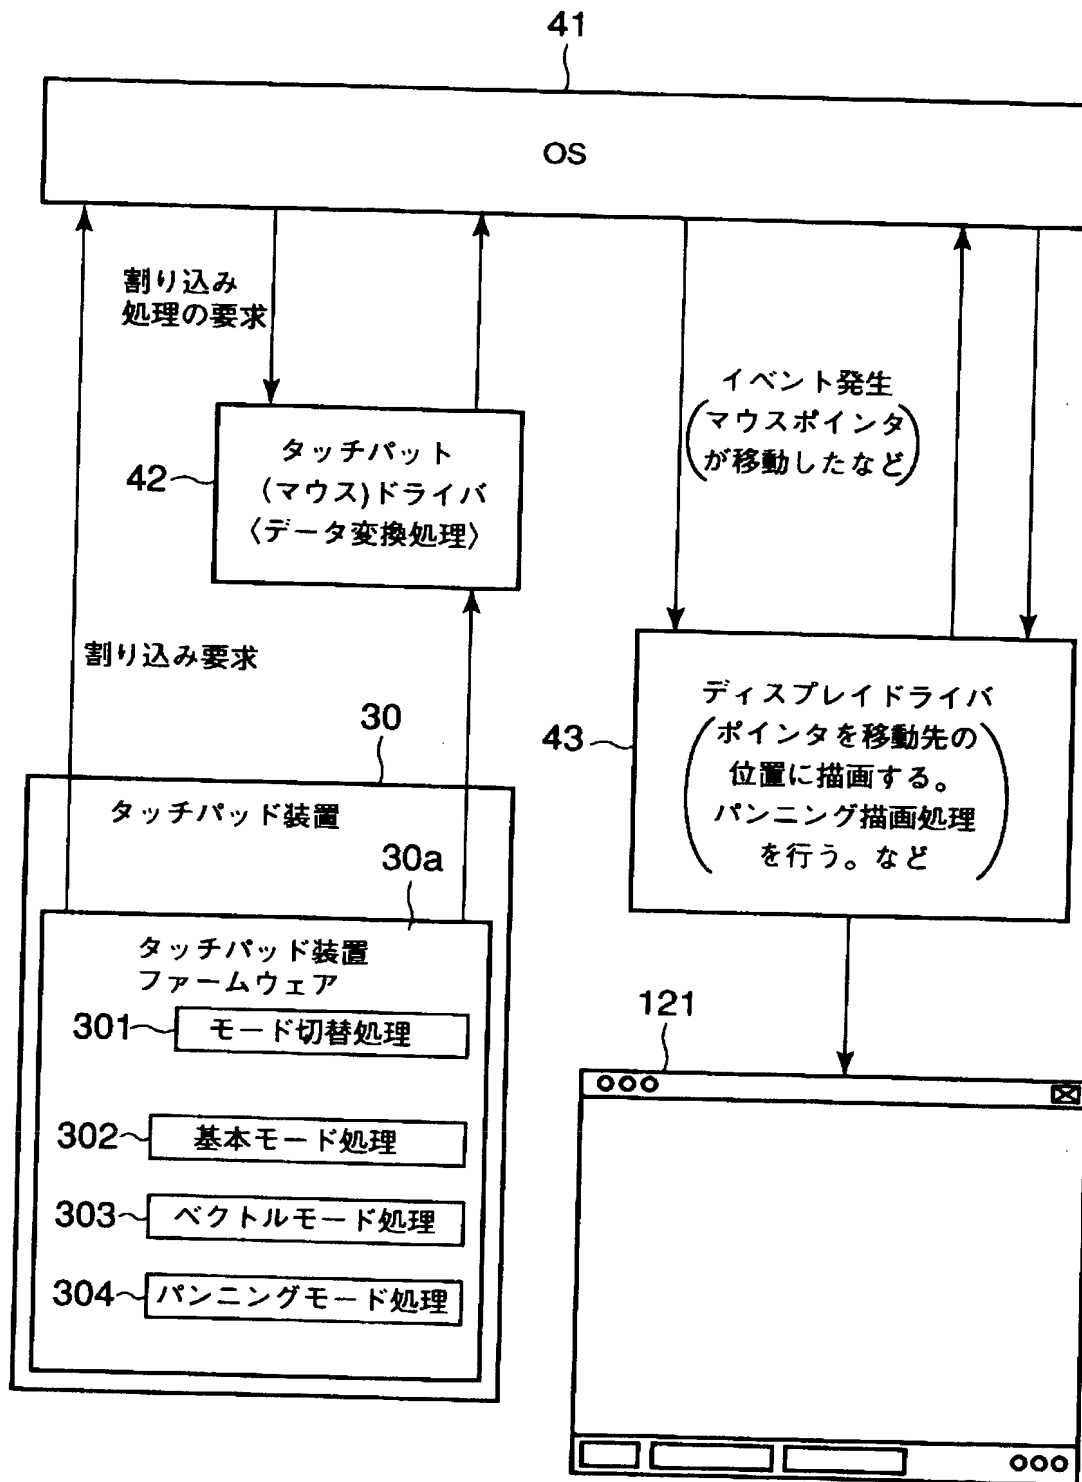 41
OS
割り込み
処理の要求
イベント発生
マウスポインタ
が移動したなど
42
タッチパット
(マウス)ドライバ
〈データ変換処理〉
割り込み要求
30
タッチパッド装置
30a
タッチパッド装置
ファームウェア
301
モード切替処理
302
基本モード処理
303
ベクトルモード処理
304
パンニングモード処理
43
ディスプレイドライバ
ポインタを移動先の
位置に描画する。
パンニング描画処理
を行う。など
121